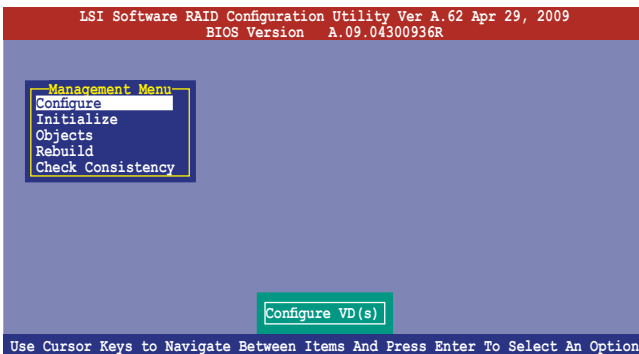 LSI Software RAID Configuration Utility Ver A.62 Apr 29, 2009
BIOS Version A.09.04300936R
Management Menu
Configure
Initialize
Objects
Rebuild
Check Consistency
Configure VD(s)
Use Cursor Keys to Navigate Between Items And Press Enter To Select An Option